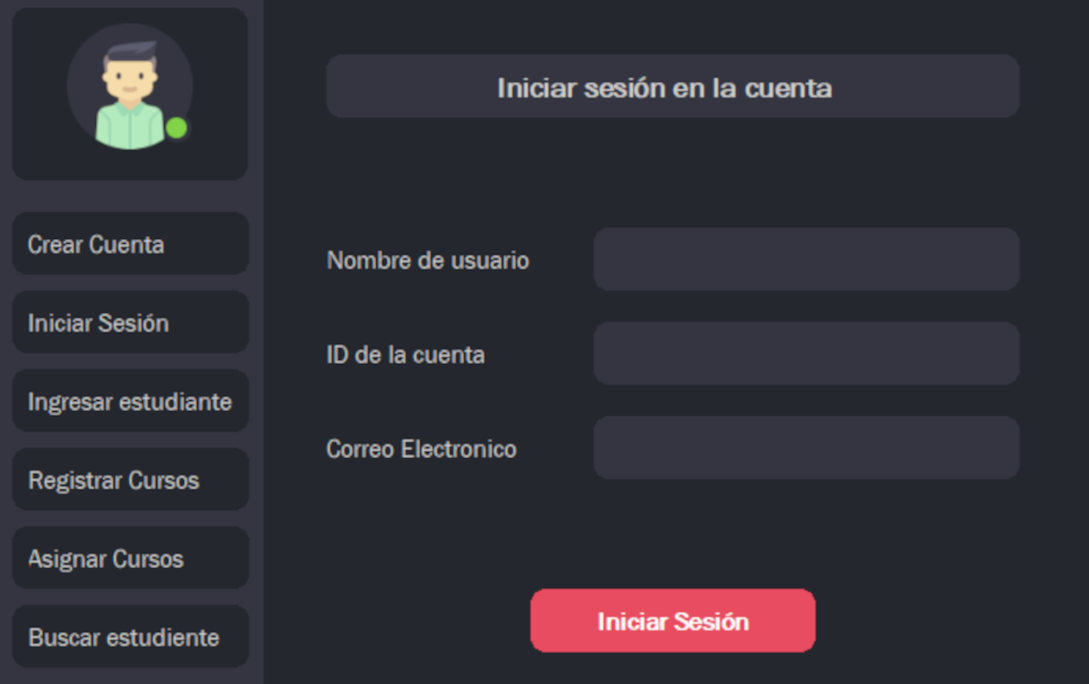 Crear Cuenta
Iniciar Sesión
Ingresar estudiante
Registrar Cursos
Asignar Cursos
Buscar estudiente
Iniciar sesión en la cuenta
Nombre de usuario
ID de la cuenta
Correo Electronico
Iniciar Sesión